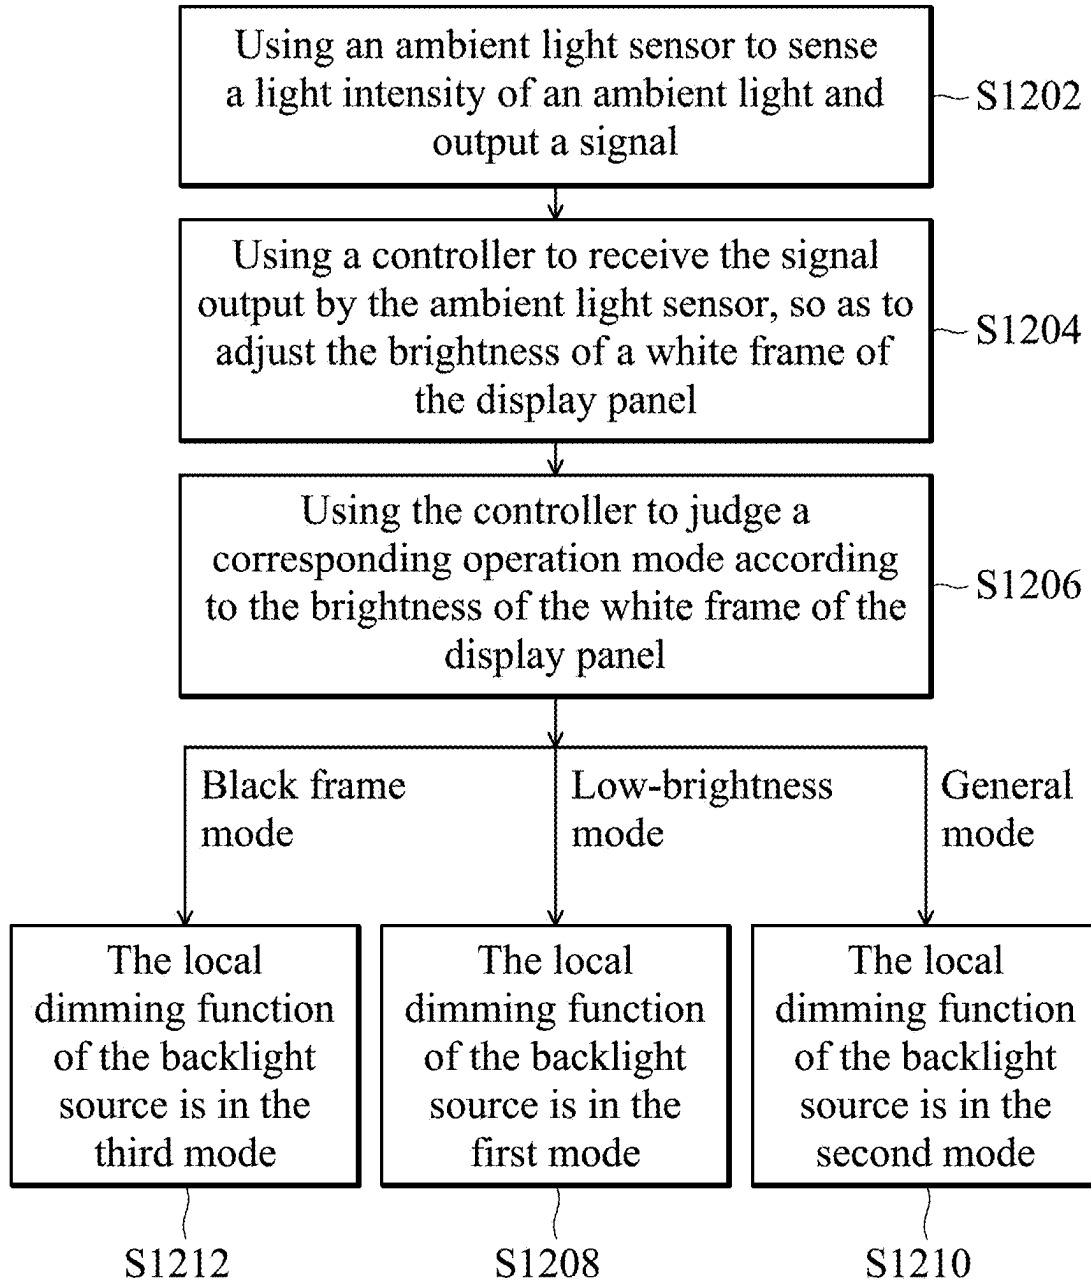 Using an ambient light sensor to sense
a light intensity of an ambient light and
output a signal
S1202
Using a controller to receive the signal
output by the ambient light sensor, so as to
adjust the brightness of a white frame of
the display panel
S1204
Using the controller to judge a
corresponding operation mode according
to the brightness of the white frame of the
display panel
S1206
Black frame
mode
Low-brightness
mode
General
mode
The local
dimming function
of the backlight
source is in the
third mode
S1212
The local
dimming function
of the backlight
source is in the
first mode
S1208
The local
dimming function
of the backlight
source is in the
second mode
S1210